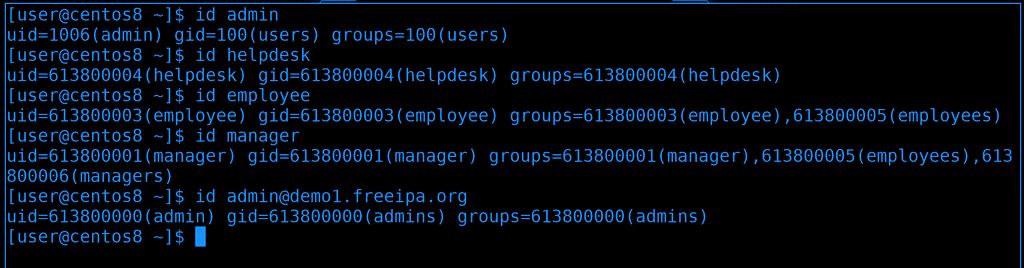 [user@centos8 ~]$ id admin
uid=1006(admin) gid=100(users) groups=100(users)
[user@centos8 ~]$ id helpdesk
uid=613800004(helpdesk) gid=613800004(helpdesk) groups=613800004(helpdesk)
[user@centos8 ~]$ id employee
uid=613800003(employee) gid=613800003(employee) groups=613800003(employee),613800005(employees)
[user@centos8 ~]$ id manager
uid=613800001(manager) gid=613800001(manager) groups=613800001(manager),613800005(employees),613
800006(managers)
[user@centos8 ~]$ id admin@demo1.freeipa.org
uid=613800000(admin) gid=613800000(admins) groups=613800000(admins)
[user@centos8 ~]$